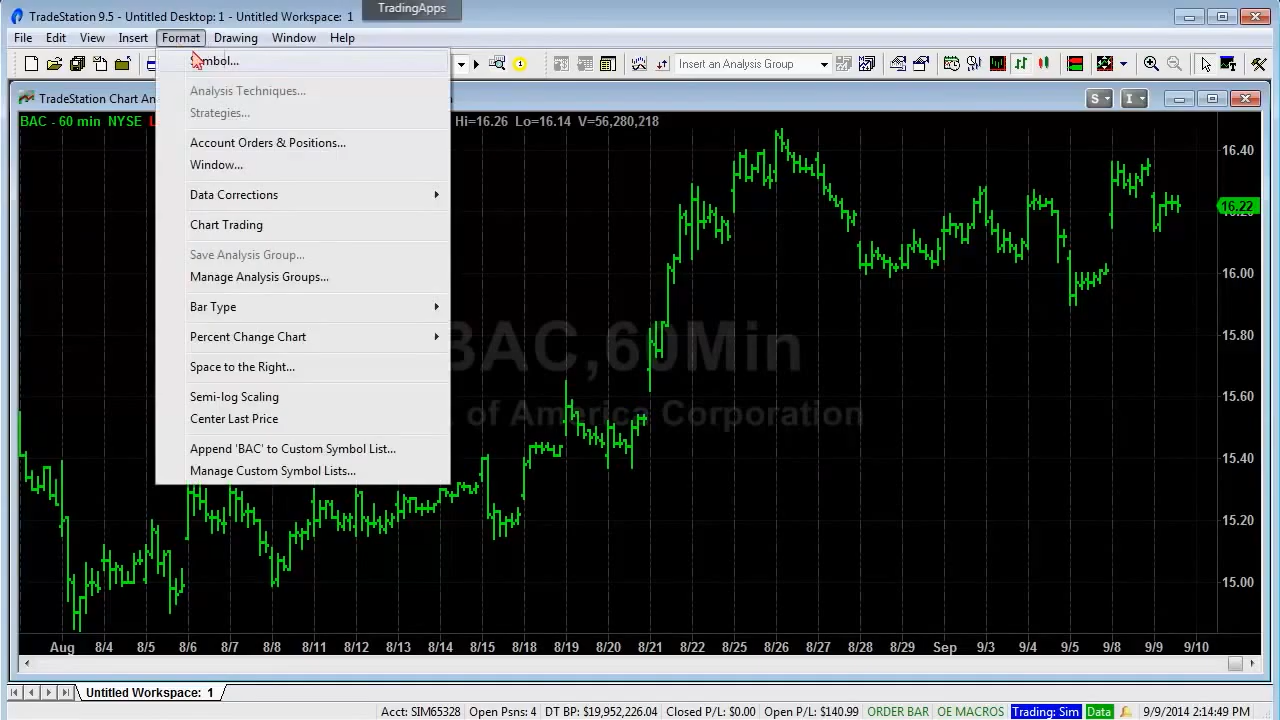 TradeStation 9.5 - Untitled Desktop: 1 - Untitled Workspace: 1
TradingApps
File Edit View Insert Format Drawing Window Help
Insert an Analysis Group
TradeStation Chart An
S I
BAC - 60 min NYSE
Hi=16.26 Lo=16.14 V=56,280,218
Analysis Techniques...
Strategies...
Account Orders & Positions...
Window...
Data Corrections
Chart Trading
Save Analysis Group...
Manage Analysis Groups...
Bar Type
Percent Change Chart
Space to the Right...
Semi-log Scaling
Center Last Price
Append 'BAC' to Custom Symbol List...
Manage Custom Symbol Lists...
BAC,60Min
of America Corporation
16.40
16.22
16.00
15.80
15.60
15.40
15.20
15.00
Aug 8/4 8/5 8/6 8/7 8/8 8/11 8/12 8/13 8/14 8/15 8/18 8/19 8/20 8/21 8/22 8/25 8/26 8/27 8/28 8/29 Sep 9/3 9/4 9/5 9/8 9/9 9/10
Untitled Workspace: 1
Acct: SIM65328 Open Psns: 4 DT BP: $19,952,226.04 Closed P/L: $0.00 Open P/L: $140.99 ORDER BAR OE MACROS Trading: Sim Data 9/9/2014 2:14:49 PM